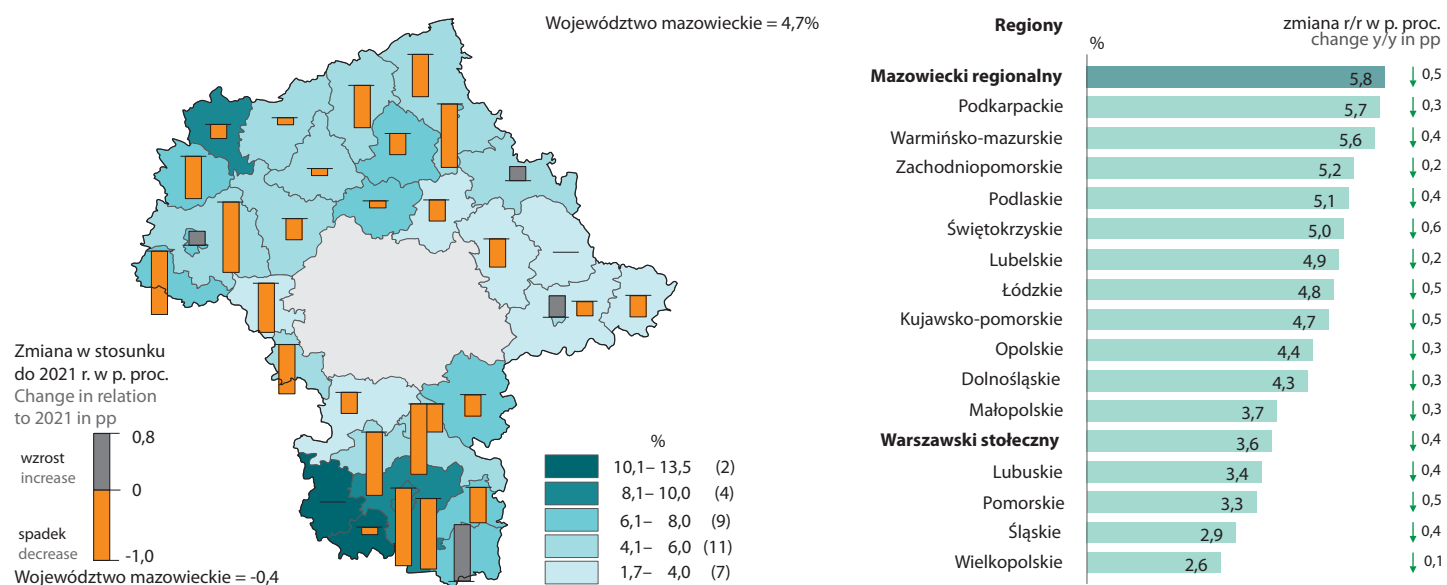 Województwo mazowieckie = 4,7%
Zmiana w stosunku
do 2021 r. w p. proc.
Change in relation
to 2021 in pp
0,8
wzrost
increase
0
spadek
decrease
-1,0
Województwo mazowieckie = -0,4
%
10,1– 13,5 (2)
8,1– 10,0 (4)
6,1– 8,0 (9)
4,1– 6,0 (11)
1,7– 4,0 (7)
Regiony % zmiana r/r w p. proc.
change y/y in pp
Mazowiecki regionalny 5,8 ↓ 0,5
Podkarpackie 5,7 ↓ 0,3
Warmińsko-mazurskie 5,6 ↓ 0,4
Zachodniopomorskie 5,2 ↓ 0,2
Podlaskie 5,1 ↓ 0,4
Świętokrzyskie 5,0 ↓ 0,6
Lubelskie 4,9 ↓ 0,2
Łódzkie 4,8 ↓ 0,5
Kujawsko-pomorskie 4,7 ↓ 0,5
Opolskie 4,4 ↓ 0,3
Dolnośląskie 4,3 ↓ 0,3
Małopolskie 3,7 ↓ 0,3
Warszawski stołeczny 3,6 ↓ 0,4
Lubuskie 3,4 ↓ 0,4
Pomorskie 3,3 ↓ 0,5
Śląskie 2,9 ↓ 0,4
Wielkopolskie 2,6 ↓ 0,1